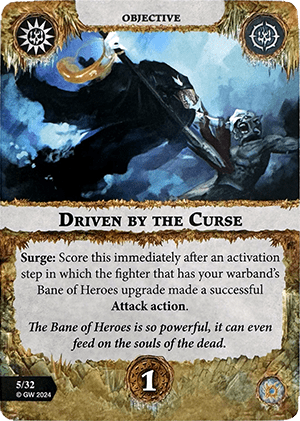 OBJECTIVE
DRIVEN BY THE CURSE
Surge: Score this immediately after an activation
step in which the fighter that has your warband's
Bane of Heroes upgrade made a successful
Attack action.
The Bane of Heroes is so powerful, it can even
feed on the souls of the dead.
5/32
© GW 2024
1